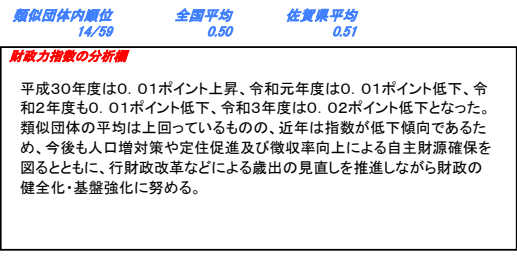 類似団体内順位 全国平均 佐賀県平均
14/59 0.50 0.51
財政力指数の分析欄
平成30年度は0．01ポイント上昇、令和元年度は0．01ポイント低下、令
和2年度も0．01ポイント低下、令和3年度は0．02ポイント低下となった。
類似団体の平均は上回っているものの、近年は指数が低下傾向であるた
め、今後も人口増対策や定住促進及び徴収率向上による自主財源確保を
図るとともに、行財政改革などによる歳出の見直しを推進しながら財政の
健全化・基盤強化に努める。